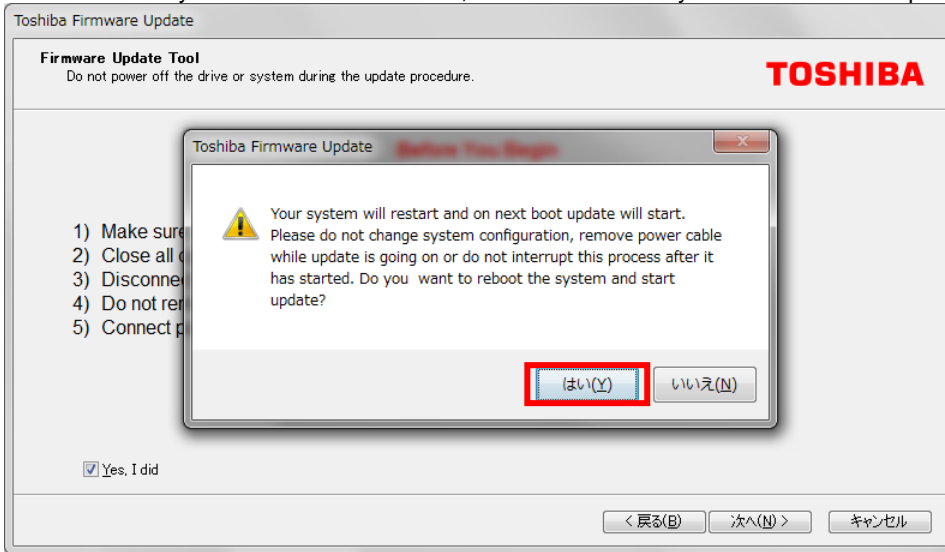 Toshiba Firmware Update
Firmware Update Tool
Do not power off the drive or system during the update procedure.
TOSHIBA
Toshiba Firmware Update
Before You Begin
Your system will restart and on next boot update will start.
Please do not change system configuration, remove power cable
while update is going on or do not interrupt this process after it
has started. Do you want to reboot the system and start
update?
1) Make sure
2) Close all
3)
4) Do not
5) Connect
はい(Y)
いいえ(N)
Yes, I did
< 戻る(B)
次へ(N) >
キャンセル